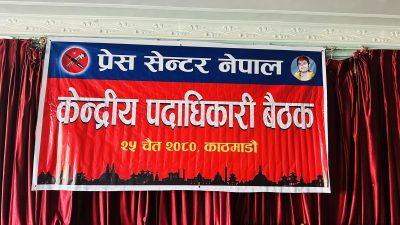 प्रेस सेन्टर नेपाल
केन्द्रीय पदाधिकारी बैठक
२५ चैत २०८०, काठमाडौ